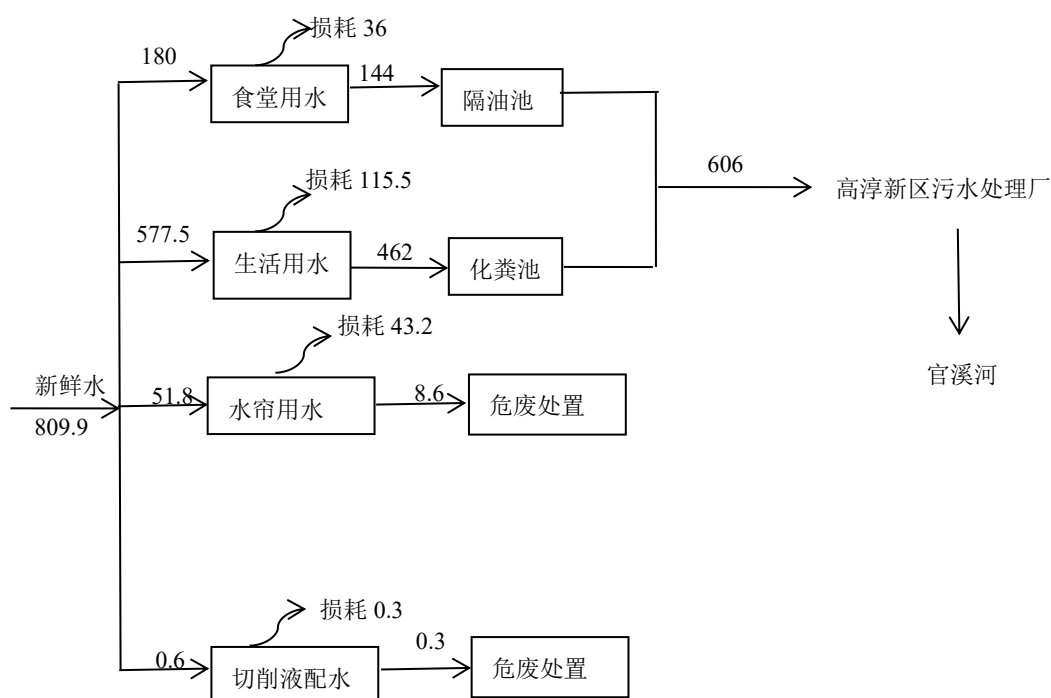 损耗 36
180
食堂用水
144
隔油池
606
高淳新区污水处理厂
损耗 115.5
577.5
生活用水
462
化粪池
损耗 43.2
官溪河
新鲜水
809.9
51.8
水帘用水
8.6
危废处置
损耗 0.3
0.6
切削液配水
0.3
危废处置